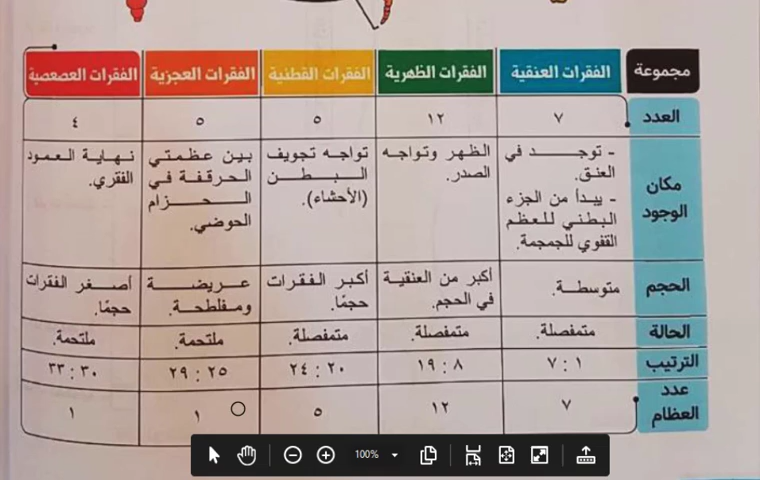 مجموعة الفقرات العنقية الفقرات الظهرية الفقرات القطنية الفقرات العجزية الفقرات العصعصية
العدد ٧ ١٢ ٥ ٥ ٤
مكان الوجود
- توجد في
العنق.
- يبدأ من الجزء
البطني للعظم
القفوي للجمجمة.
الظهر وتواجه
الصدر.
تواجه تجويف
البطن
(الأحشاء).
بين عظمتي
الحرقفة في
الحزام
الحوضي.
نهاية العمود
الفقري.
الحجم
متوسطة.
أكبر من العنقية
في الحجم.
أكبر الفقرات
حجمًا.
عريضة
ومفلطحة.
أصغر الفقرات
حجمًا.
الحالة متمفصلة. متمفصلة. متمفصلة. ملتحمة. ملتحمة.
الترتيب ١ : ٧ ٨ : ١٩ ٢٠ : ٢٤ ٢٥ : ٢٩ ٣٠ : ٣٣
عدد
العظام ٧ ١٢ ٥ ١ ١
100%